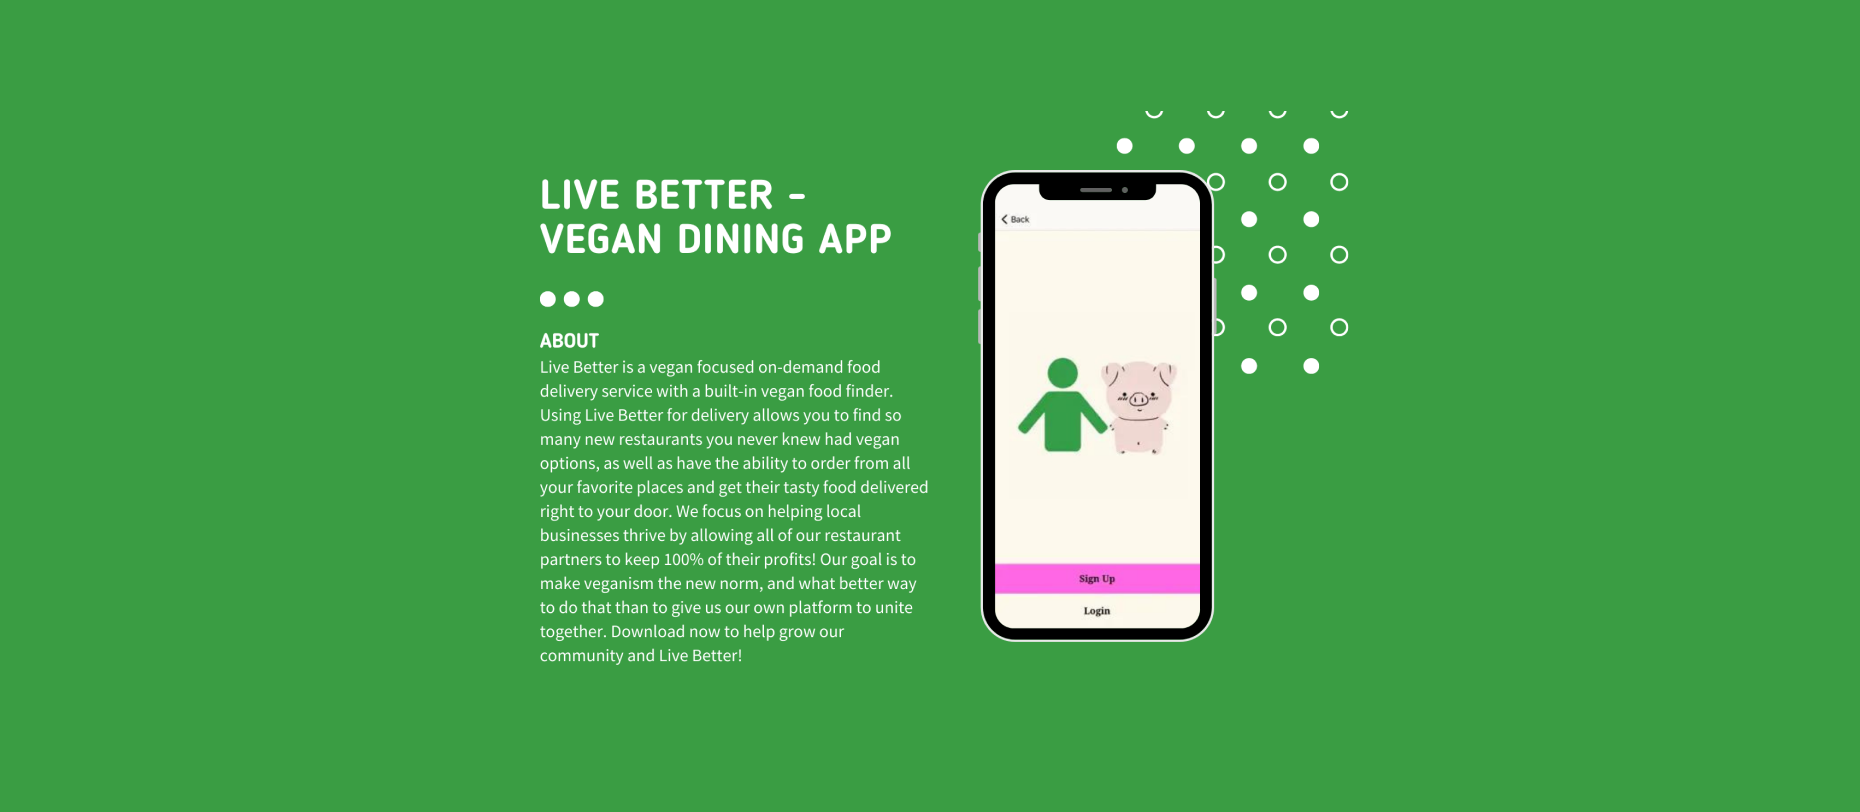 LIVE BETTER -
VEGAN DINING APP
ABOUT
Live Better is a vegan focused on-demand food
delivery service with a built-in vegan food finder.
Using Live Better for delivery allows you to find so
many new restaurants you never knew had vegan
options, as well as have the ability to order from all
your favorite places and get their tasty food delivered
right to your door. We focus on helping local
businesses thrive by allowing all of our restaurant
partners to keep 100% of their profits! Our goal is to
make veganism the new norm, and what better way
to do that than to give us our own platform to unite
together. Download now to help grow our
community and Live Better!
Back
Sign Up
Login